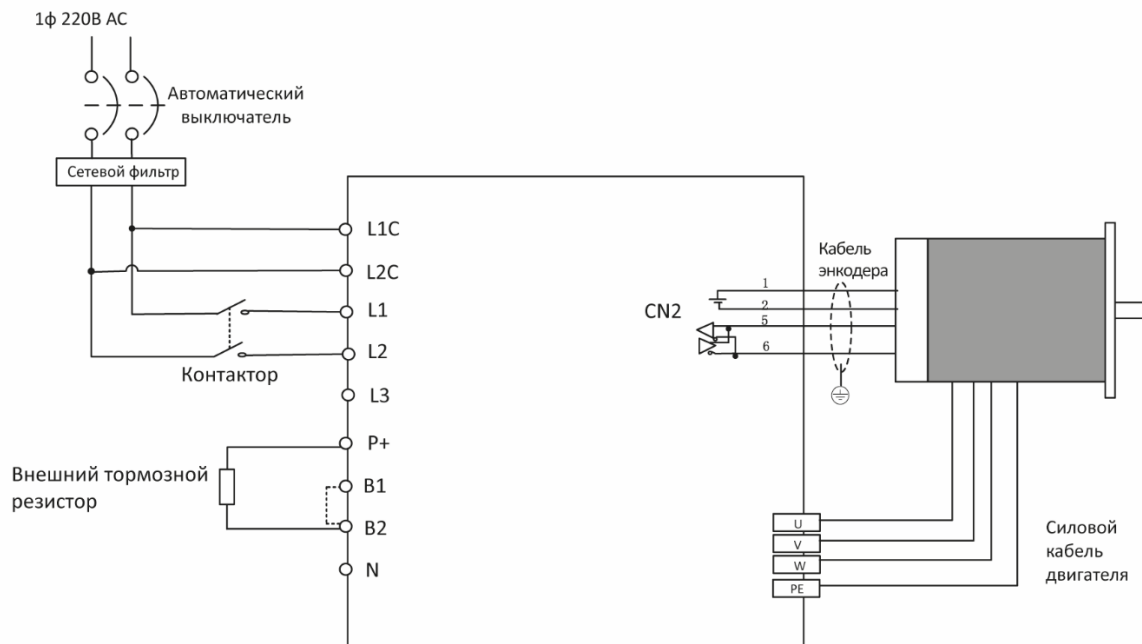 1ф 220В AC
Автоматический
выключатель
Сетевой фильтр
L1C
L2C
L1
L2
Контактор
L3
P+
Внешний тормозной
резистор
B1
B2
N
CN2
Кабель
энкодера
1
2
5
6
U
V
W
PE
Силовой
кабель
двигателя